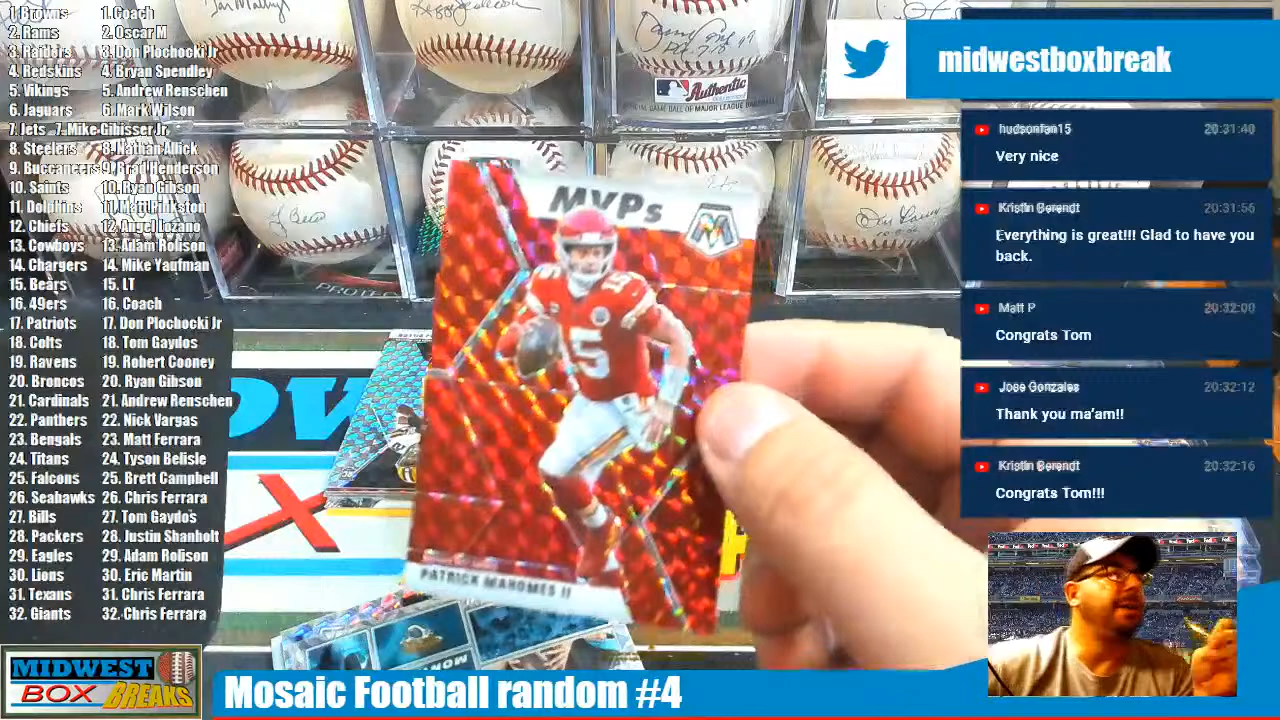 1 Browns 1.Coach
2. Rams 2. Oscar M
3. Raiders 3. Don Plochocki Jr
4. Redskins 4. Bryan Spendley
5. Vikings 5. Andrew Renschen
6. Jaguars 6. Mark Wilson
7. Jets 7. Mike Gihisser Jr
8. Steelers 8. Nathan Allick
9. Buccaneers 9. Brad Henderson
10. Saints 10. Ryan Gibson
11. Dolphins 11. Matt Pinkston
12. Chiefs 12. Angel Lozano
13. Cowboys 13. Adam Rolison
14. Chargers 14. Mike Yaufman
15. Bears 15. LT
16. 49ers 16. Coach
17. Patriots 17. Don Plochocki Jr
18. Colts 18. Tom Gaydos
19. Ravens 19. Robert Cooney
20. Broncos 20. Ryan Gibson
21. Cardinals 21. Andrew Renschen
22. Panthers 22. Nick Vargas
23. Bengals 23. Matt Ferrara
24. Titans 24. Tyson Belisle
25. Falcons 25. Brett Campbell
26. Seahawks 26. Chris Ferrara
27. Bills 27. Tom Gaydos
28. Packers 28. Justin Shanholt
29. Eagles 29. Adam Rolison
30. Lions 30. Eric Martin
31. Texans 31. Chris Ferrara
32. Giants 32. Chris Ferrara
Authentic
MVPs
15
PATRICK MAHOMES II
midwestboxbreak
hudsonfan15 20:31:40
Very nice
Kristin Berendt 20:31:56
Everything is great!!! Glad to have you
back.
Matt P 20:32:00
Congrats Tom
Jose Gonzales 20:32:12
Thank you ma'am!!
Kristin Berendt 20:32:16
Congrats Tom!!!
MIDWEST
BOX
BREAKS
Mosaic Football random #4